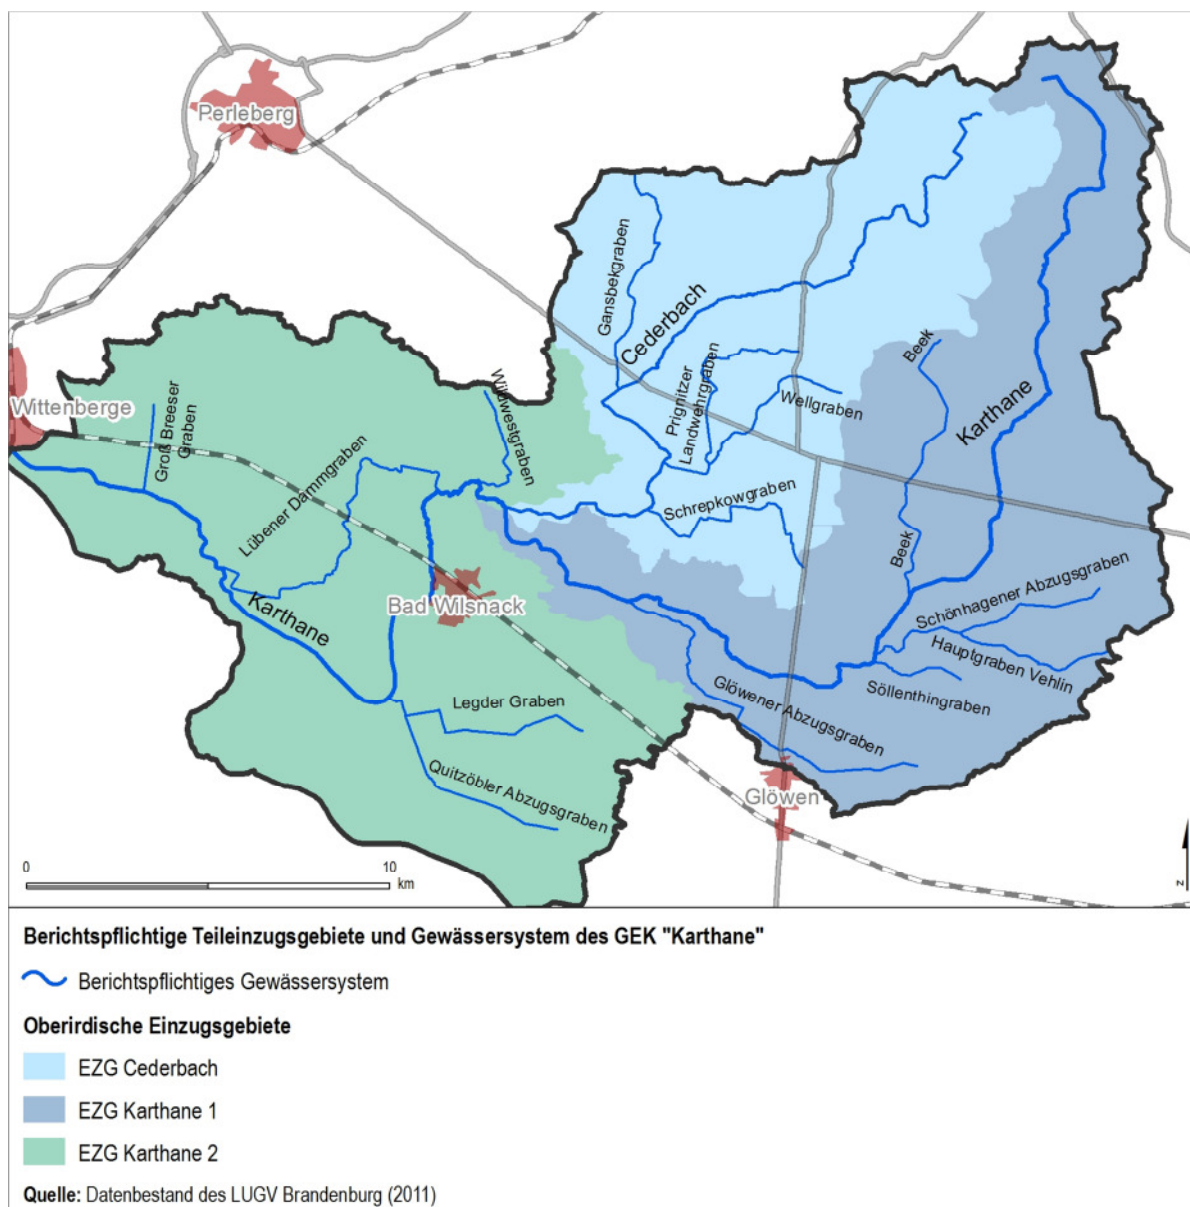 Perleberg
Gansbekgraben
Cederbach
Beek
Prignitzer
Landwehrgraben
Wellgraben
Karthane
Wittenberge
Groß Breeser
Graben
Wildwestgraben
Lübener Dammgraben
Schrepkowgraben
Beek
Schönhagener Abzugsgraben
Bad Wilsnack
Karthane
Hauptgraben Vehlin
Söllenthingraben
Glöwener Abzugsgraben
Leyder Graben
Quitzöbler Abzugsgraben
Glöwen
0 10
km
N
Berichtspflichtige Teileinzugsgebiete und Gewässersystem des GEK "Karthane"
Berichtspflichtiges Gewässersystem
Oberirdische Einzugsgebiete
EZG Cederbach
EZG Karthane 1
EZG Karthane 2
Quelle: Datenbestand des LUGV Brandenburg (2011)